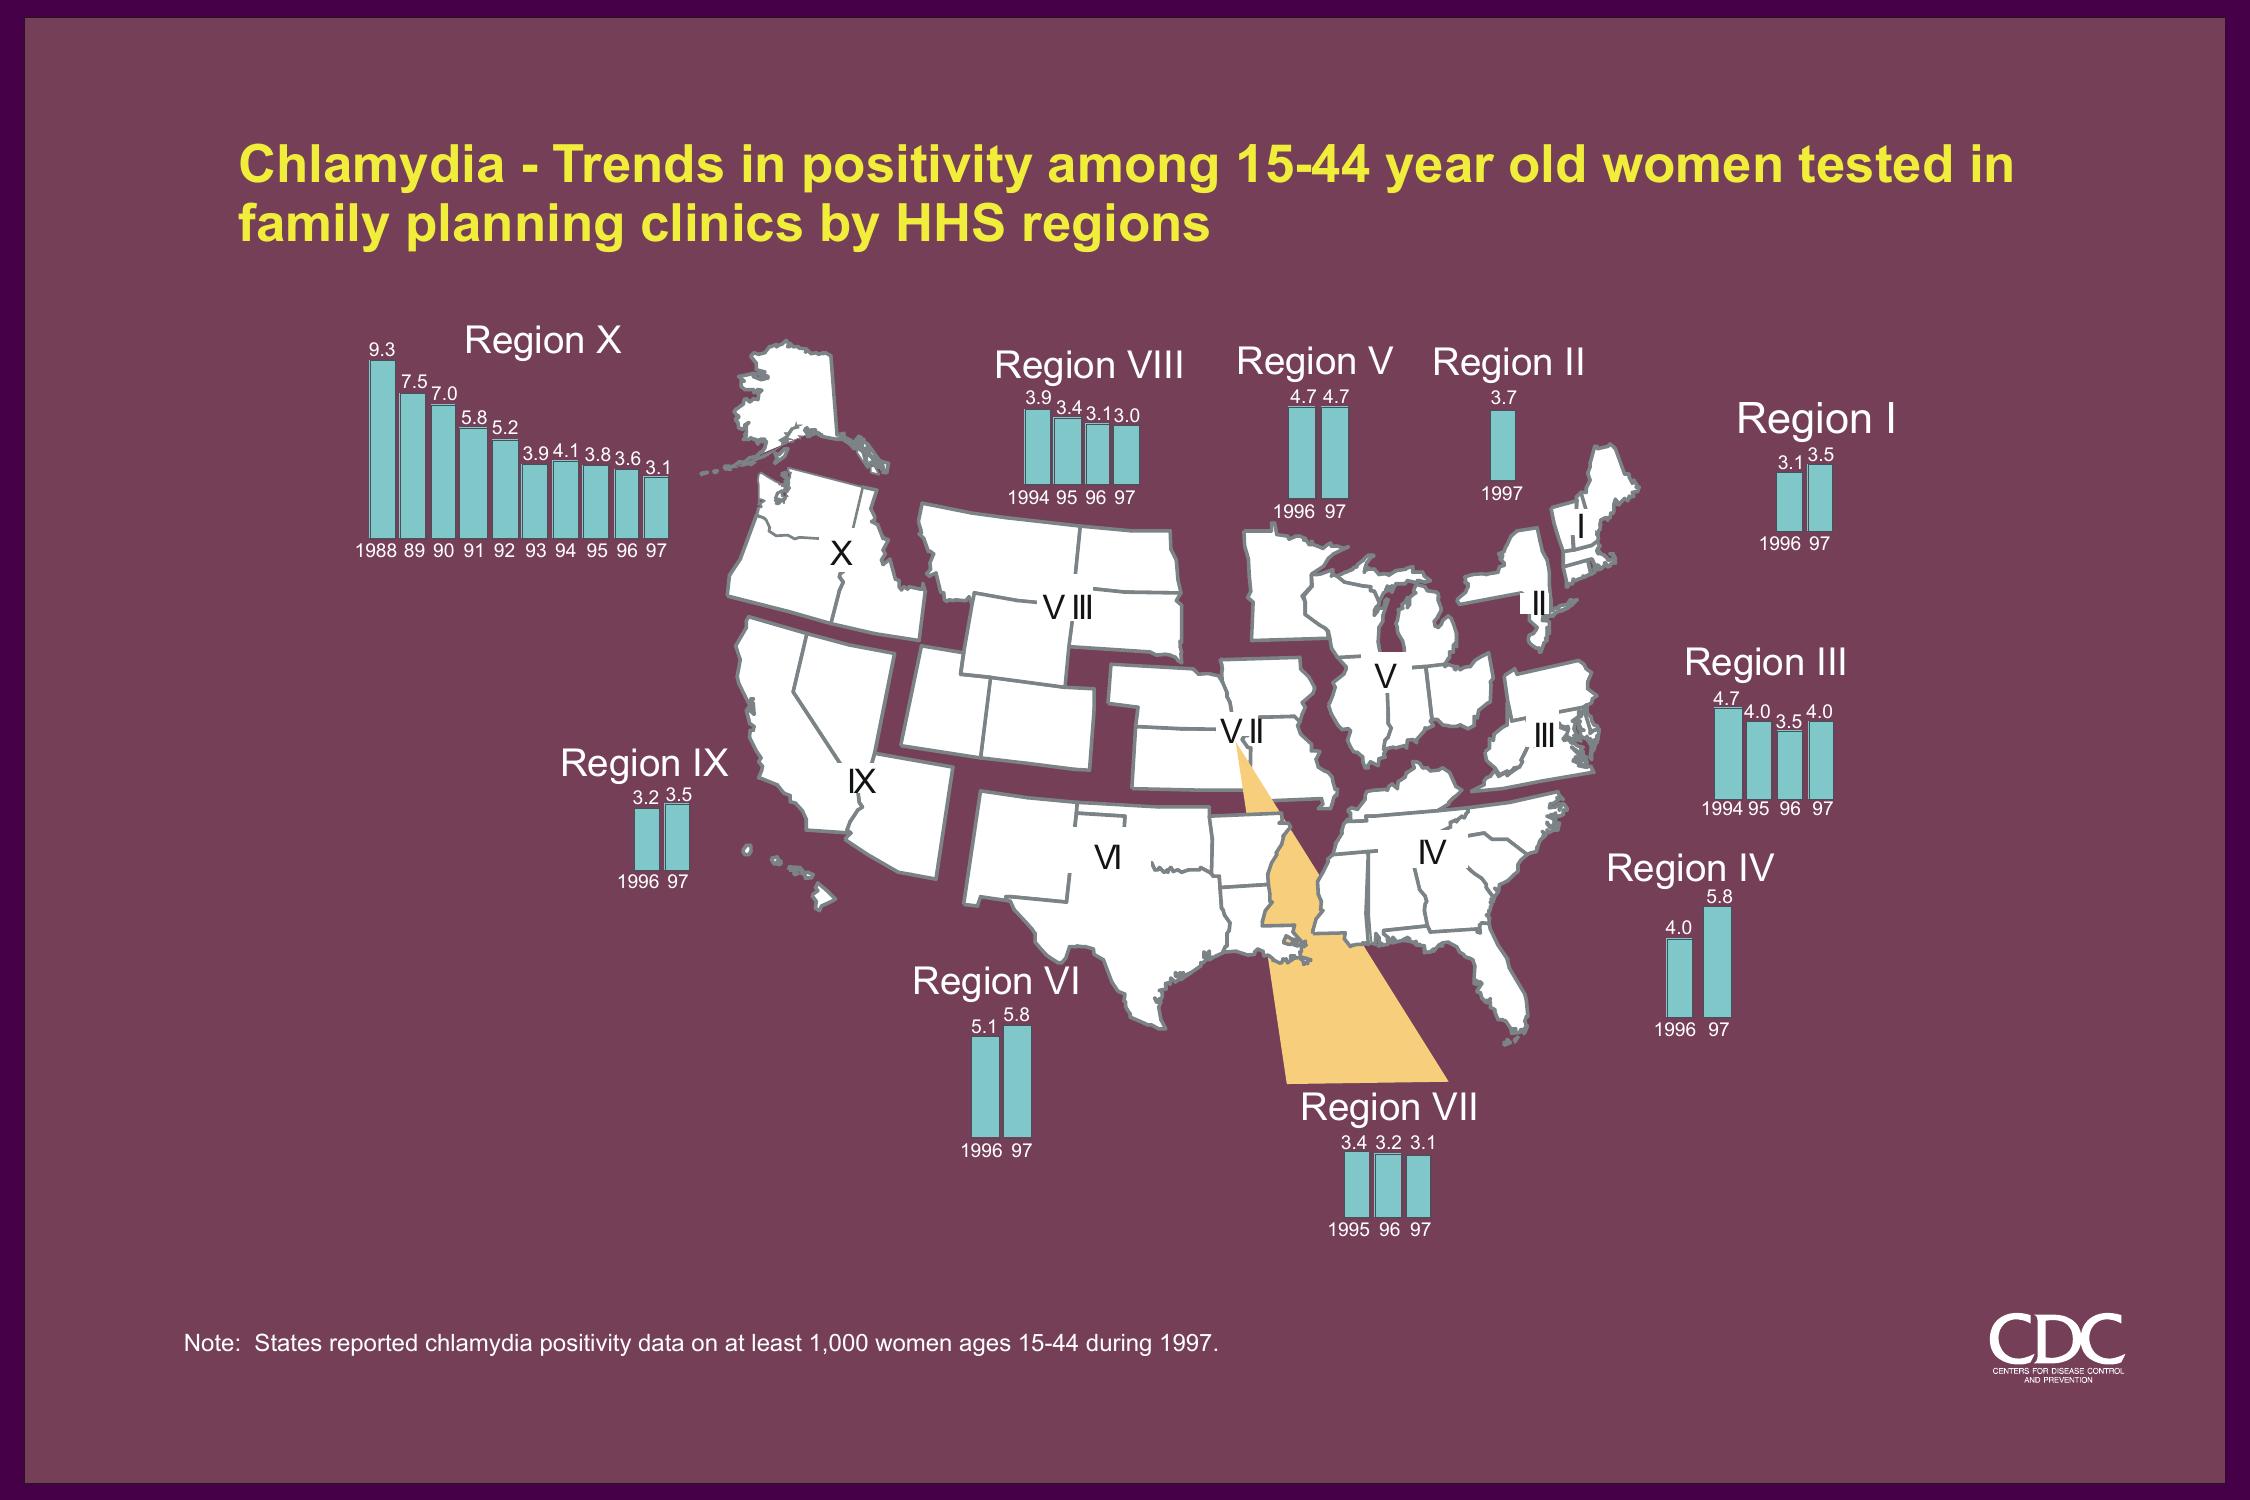 Chlamydia - Trends in positivity among 15-44 year old women tested in
family planning clinics by HHS regions
Region X
9.3 7.5 7.0 5.8 5.2 3.9 4.1 3.8 3.6 3.1
1988 89 90 91 92 93 94 95 96 97
Region VIII
3.9 3.4 3.1 3.0
1994 95 96 97
Region V
4.7 4.7
1996 97
Region II
3.7
1997
Region I
3.1 3.5
1996 97
X
V III
I
II
V
V II
III
IX
VI
IV
Region III
4.7 4.0 3.5 4.0
1994 95 96 97
Region IX
3.2 3.5
1996 97
Region IV
4.0 5.8
1996 97
Region VI
5.1 5.8
1996 97
Region VII
3.4 3.2 3.1
1995 96 97
Note: States reported chlamydia positivity data on at least 1,000 women ages 15-44 during 1997.
CDC
CENTERS FOR DISEASE CONTROL
AND PREVENTION